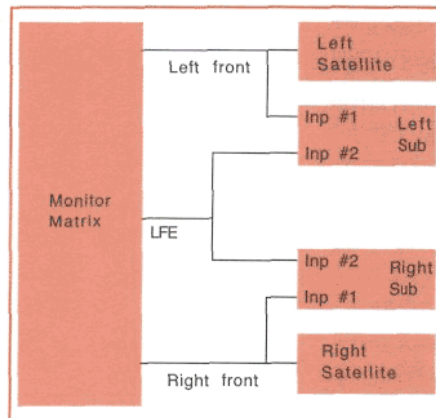 Left
Satellite
Left front
Inp #1
Left
Sub
Inp #2
Monitor
Matrix
LFE
Inp #2
Right
Sub
Inp #1
Right
Satellite
Right front